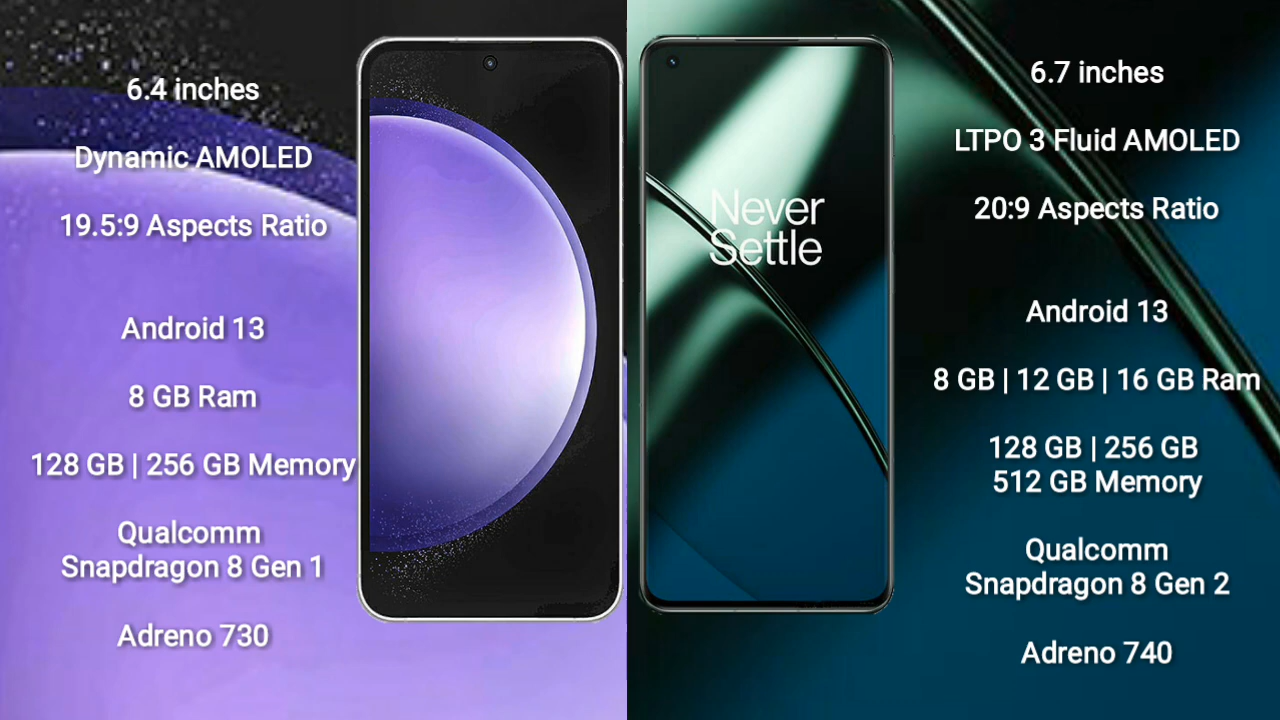 6.4 inches
Dynamic AMOLED
19.5:9 Aspects Ratio
Android 13
8 GB Ram
128 GB | 256 GB Memory
Qualcomm
Snapdragon 8 Gen 1
Adreno 730
Never
Settle
6.7 inches
LTPO 3 Fluid AMOLED
20:9 Aspects Ratio
Android 13
8 GB | 12 GB | 16 GB Ram
128 GB | 256 GB
512 GB Memory
Qualcomm
Snapdragon 8 Gen 2
Adreno 740